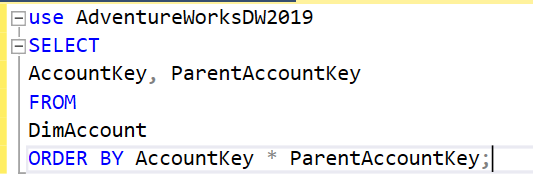 use AdventureWorksDW2019
SELECT
AccountKey, ParentAccountKey
FROM
DimAccount
ORDER BY AccountKey * ParentAccountKey;